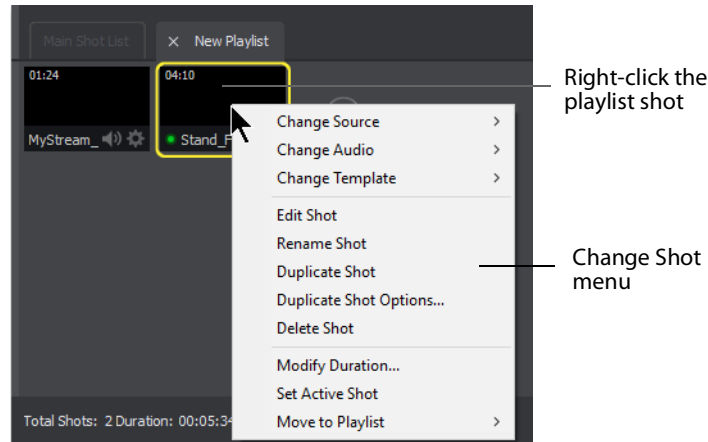 Main Shot List
× New Playlist
01:24
04:10
MyStream_
Stand_F
Right-click the
playlist shot
Change Source
Change Audio
Change Template
Edit Shot
Rename Shot
Duplicate Shot
Duplicate Shot Options...
Delete Shot
Modify Duration...
Set Active Shot
Move to Playlist
Change Shot
menu
Total Shots: 2 Duration: 00:05:34